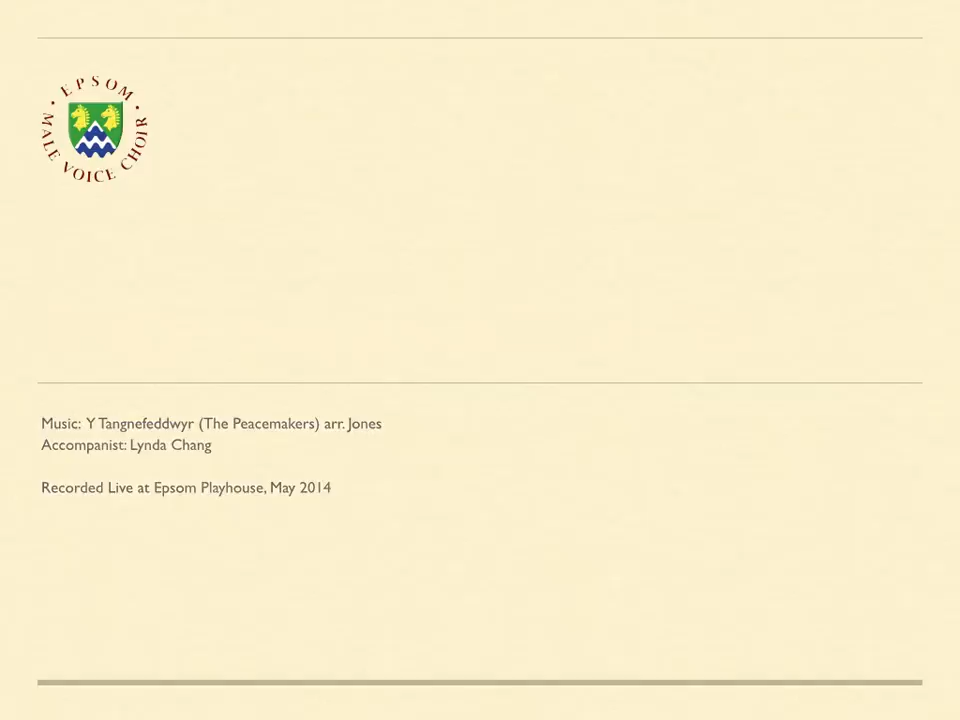 EPSOM
MALE VOICE CHOIR
Music: Y Tangnefeddwyr (The Peacemakers) arr. Jones
Accompanist: Lynda Chang
Recorded Live at Epsom Playhouse, May 2014